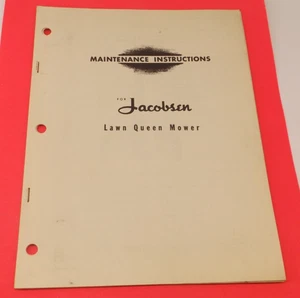 MAINTENANCE INSTRUCTIONS
FOR
Jacobsen
Lawn Queen Mower